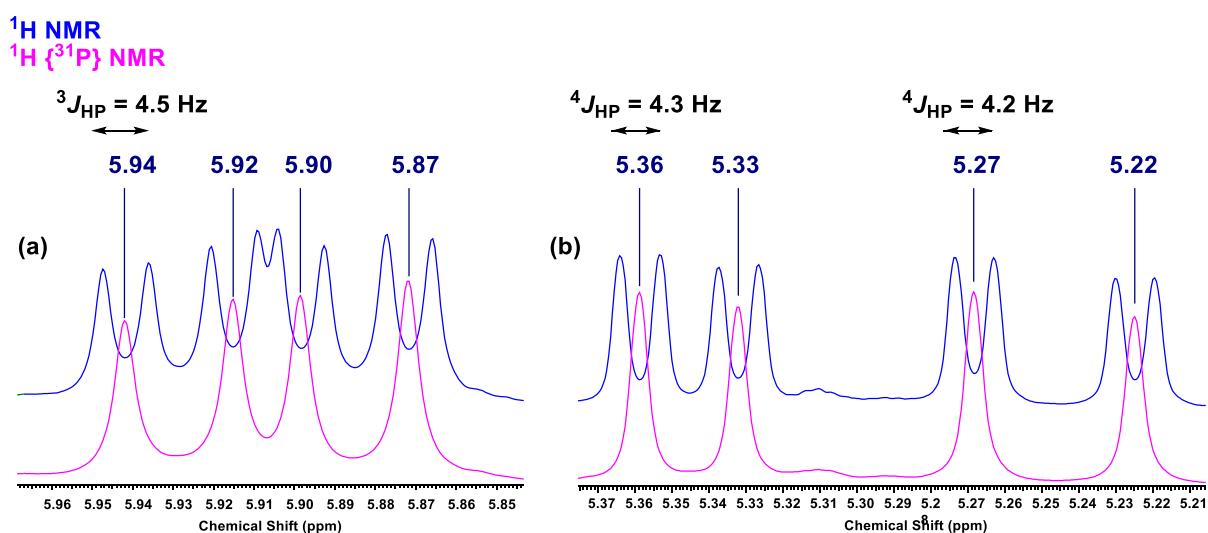 ¹H NMR
¹H {³¹P} NMR
³J_HP = 4.5 Hz
5.94 5.92 5.90 5.87
(a)
5.96 5.95 5.94 5.93 5.92 5.91 5.90 5.89 5.88 5.87 5.86 5.85
Chemical Shift (ppm)
⁴J_HP = 4.3 Hz ⁴J_HP = 4.2 Hz
5.36 5.33 5.27 5.22
(b)
5.37 5.36 5.35 5.34 5.33 5.32 5.31 5.30 5.29 5.2 5.27 5.26 5.25 5.24 5.23 5.22 5.21
8
Chemical Shift (ppm)